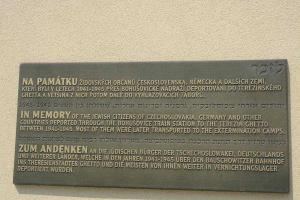 לזכר
NA PAMÁTKU ŽIDOVSKÝCH OBČANŮ ČESKOSLOVENSKA, NĚMECKA A DALŠÍCH ZEMÍ,
KTEŘÍ BYLI V LETECH 1941-1945 PŘES BOHUŠOVICKÉ NÁDRAŽÍ DEPORTOVÁNI DO TEREZÍNSKÉHO
GHETTA A VĚTŠINA Z NICH POTOM DÁLE DO VYHLAZOVACÍCH TÁBORŮ.
1941-1945
IN MEMORY OF THE JEWISH CITIZENS OF CZECHOSLOVAKIA, GERMANY AND OTHER
COUNTRIES DEPORTED THROUGH THE BOHUŠOVICE TRAIN STATION TO THE TEREZÍN GHETTO
BETWEEN 1941-1945. MOST OF THEM WERE LATER TRANSPORTED TO THE EXTERMINATION CAMPS.
ZUM ANDENKEN AN DIE JÜDISCHEN BÜRGER DER TSCHECHOSLOWAKEI, DEUTSCHLANDS
UND WEITERER LÄNDER, WELCHE IN DEN JAHREN 1941-1945 ÜBER DEN BAUSCHOWITZER BAHNHOF
INS THERESIENSTÄDTER GHETTO UND DIE MEISTEN VON IHNEN WEITER IN VERNICHTUNGSLAGER
DEPORTIERT WURDEN.